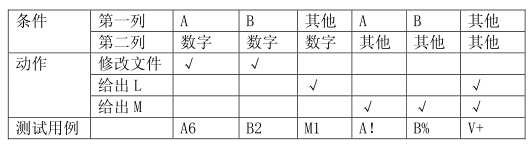 条件 第一列 A B 其他 A B 其他
第二列 数字 数字 数字 其他 其他 其他
动作 修改文件 √ √
给出 L √ √
给出 M √ √ √
测试用例 A6 B2 M1 A！ B% V+